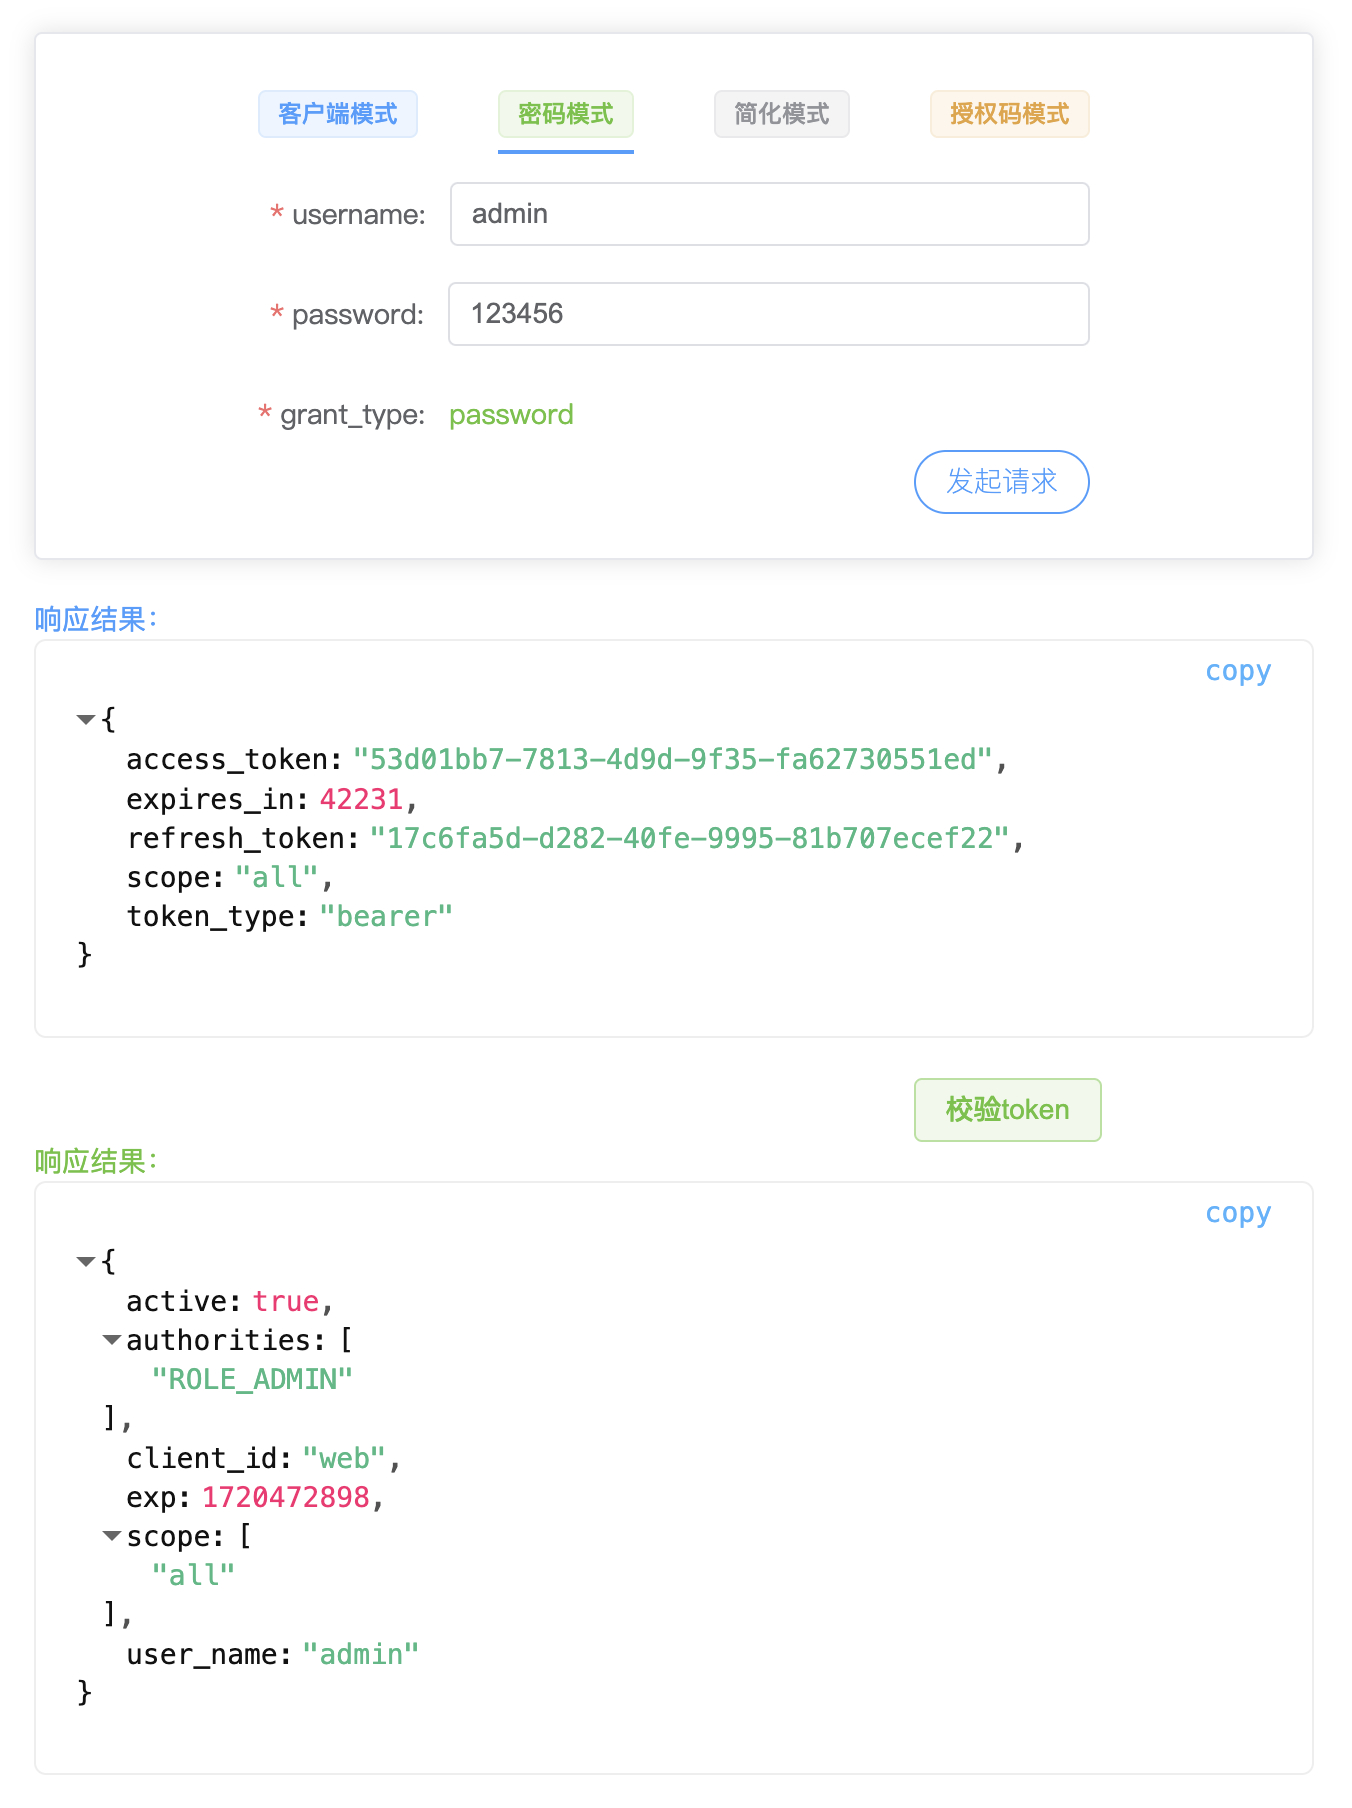 客户端模式 密码模式 简化模式 授权码模式
* username: admin
* password: 123456
* grant_type: password
发起请求
响应结果：
copy
{
access_token: "53d01bb7-7813-4d9d-9f35-fa62730551ed",
expires_in: 42231,
refresh_token: "17c6fa5d-d282-40fe-9995-81b707ecef22",
scope: "all",
token_type: "bearer"
}
校验token
响应结果：
copy
{
active: true,
authorities: [
"ROLE_ADMIN"
],
client_id: "web",
exp: 1720472898,
scope: [
"all"
],
user_name: "admin"
}